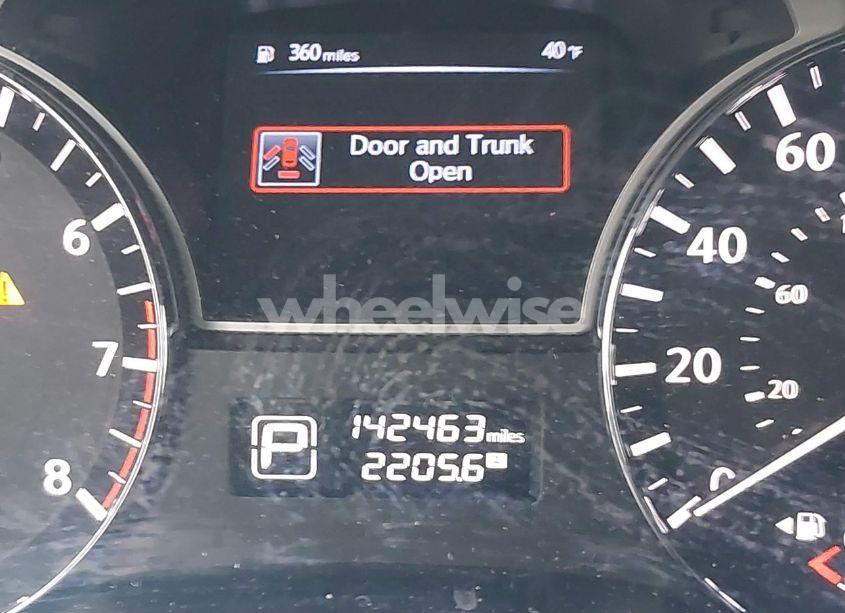 360 miles 40 °F
Door and Trunk
Open
60
6
40
60
7
20
20
wheelwise
P
142463 miles
2205.6
8
0